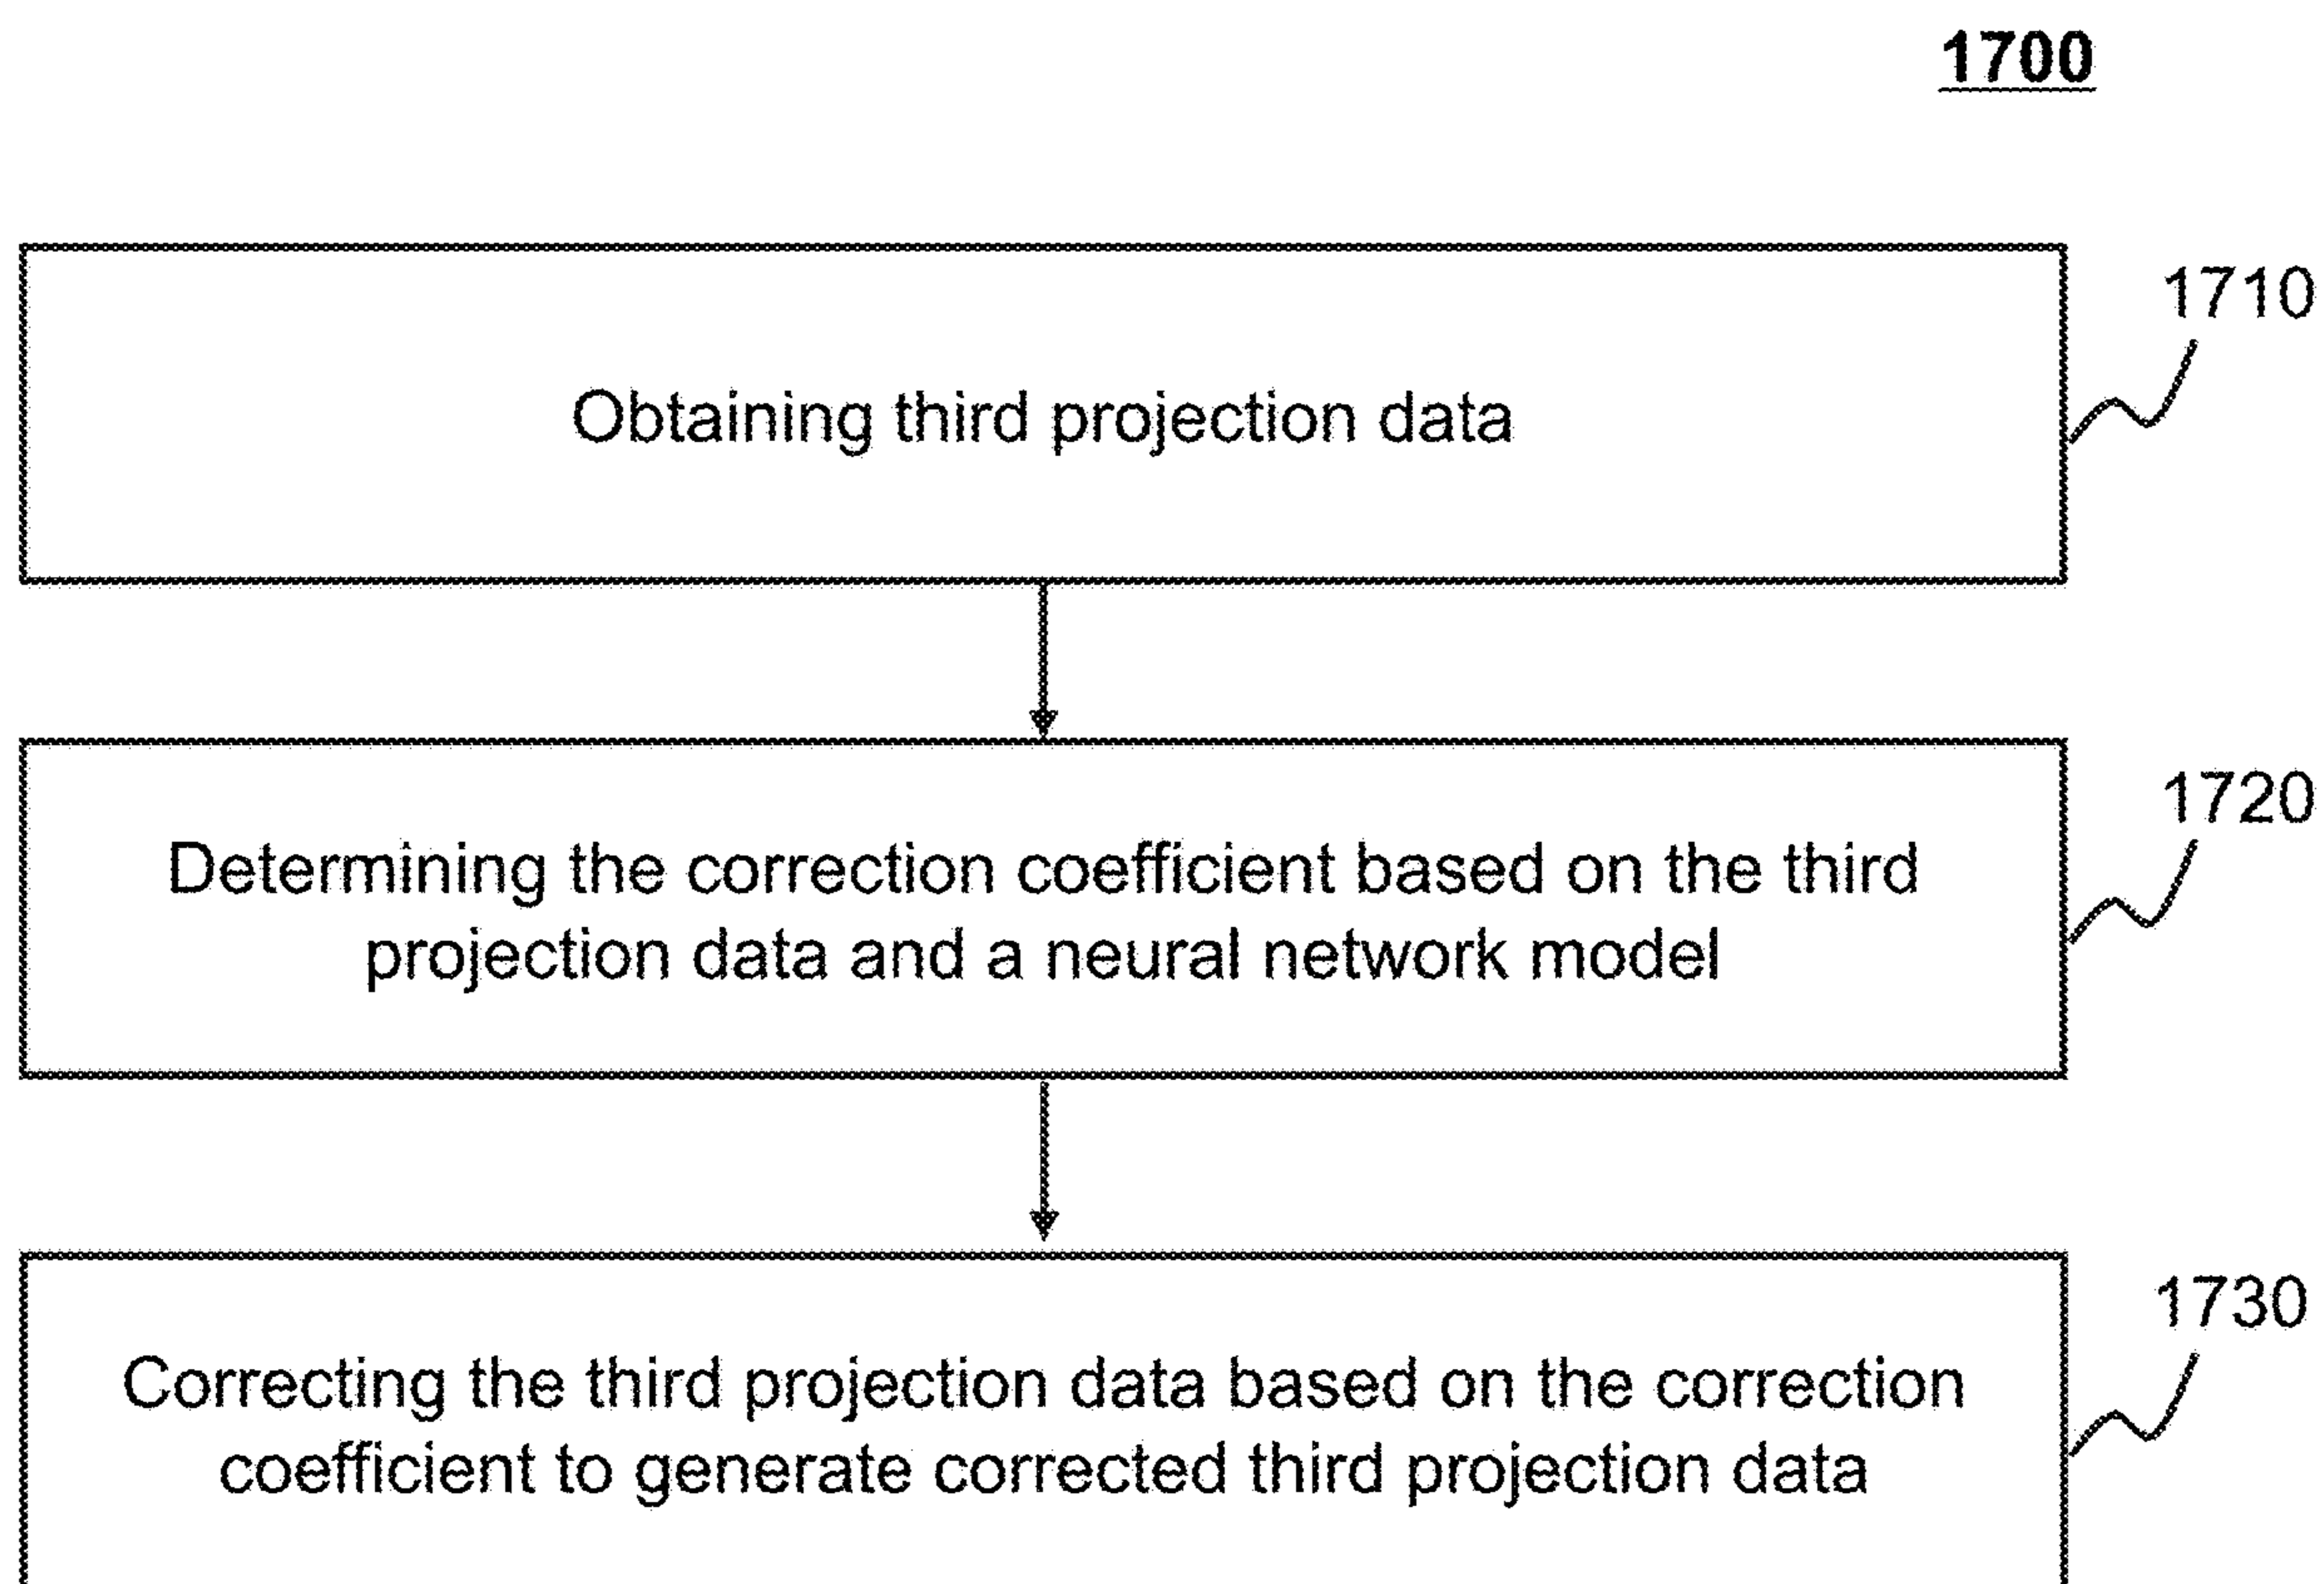 1700
1710
Obtaining third projection data
1720
Determining the correction coefficient based on the third
projection data and a neural network model
1730
Correcting the third projection data based on the correction
coefficient to generate corrected third projection data